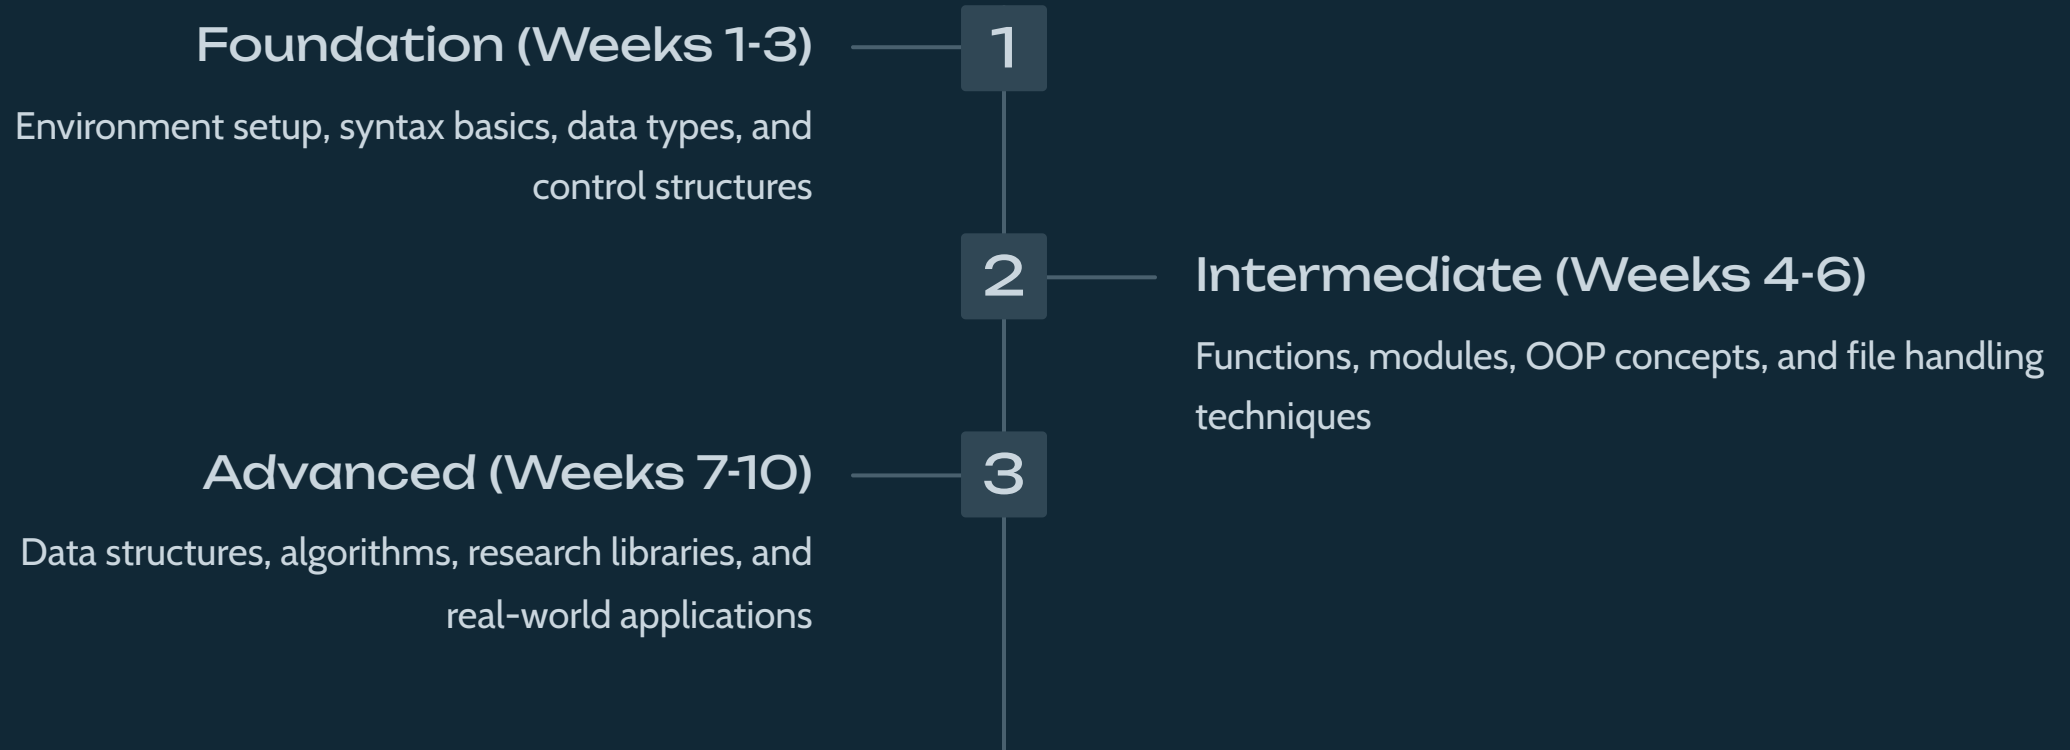 Foundation (Weeks 1-3)
1
Environment setup, syntax basics, data types, and
control structures
2
Intermediate (Weeks 4-6)
Functions, modules, OOP concepts, and file handling
techniques
Advanced (Weeks 7-10)
3
Data structures, algorithms, research libraries, and
real-world applications